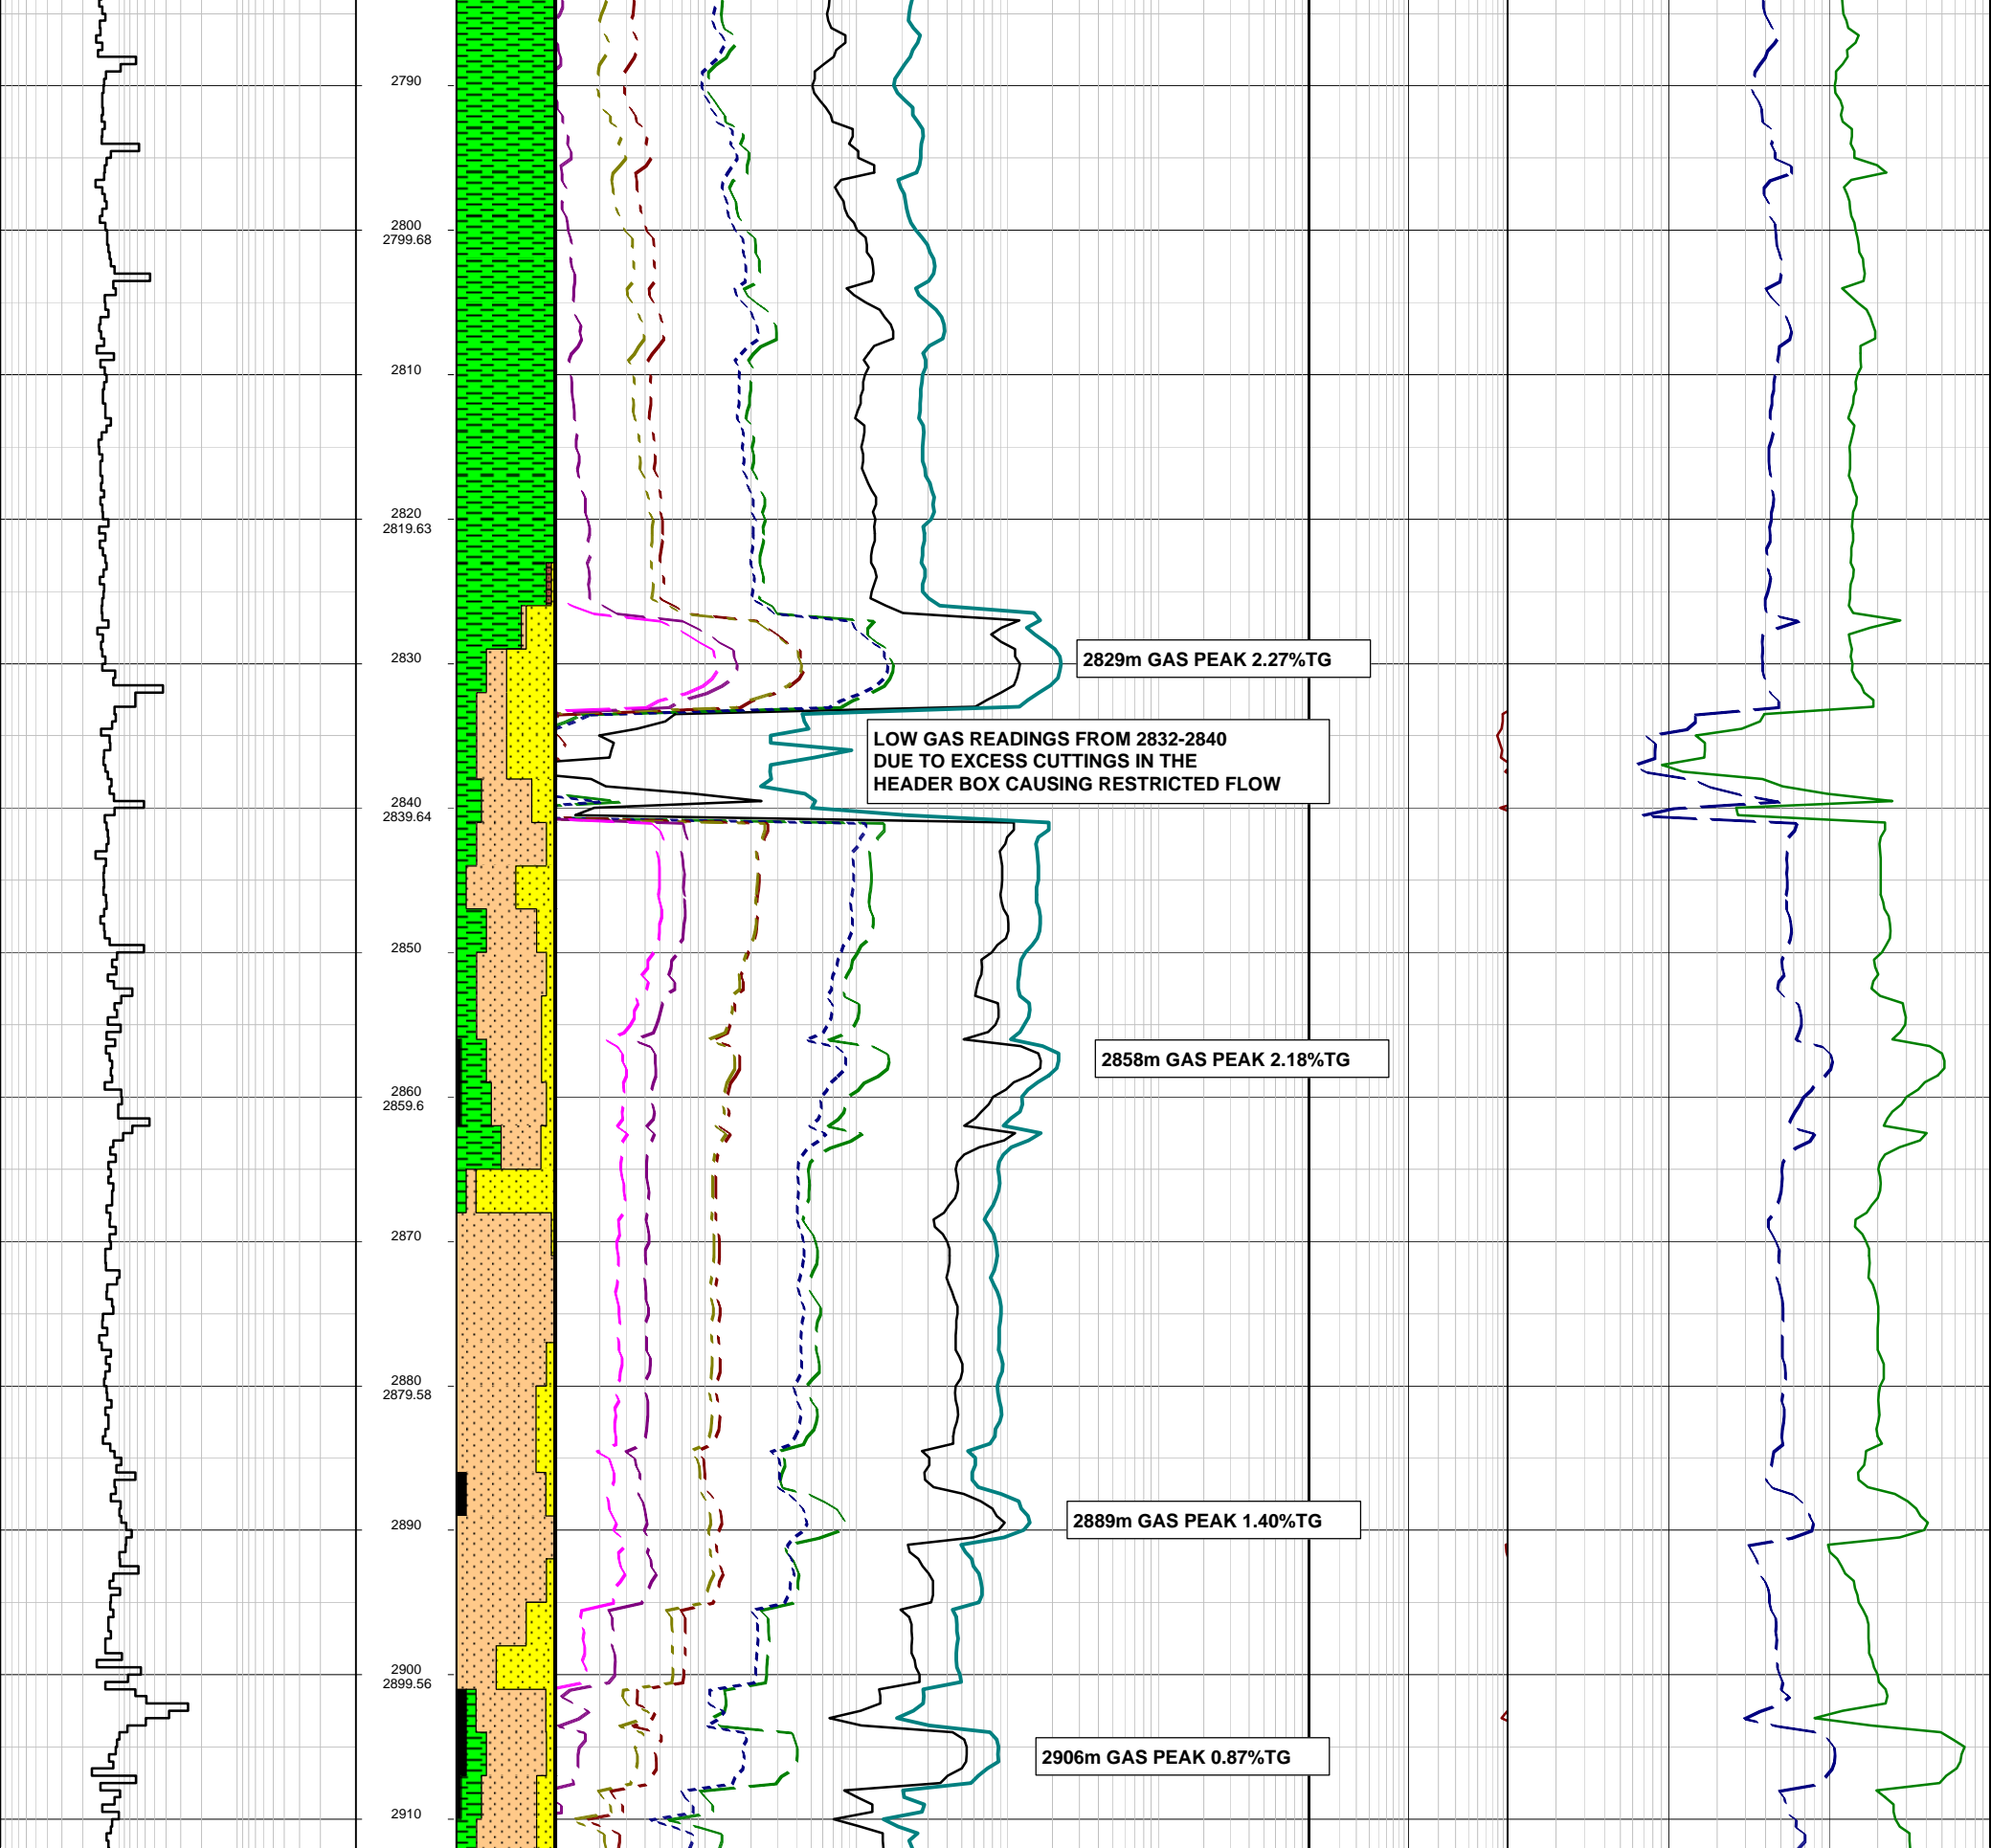 2790
2800
2799.68
2810
2820
2819.63
2830
2829m GAS PEAK 2.27%TG
LOW GAS READINGS FROM 2832-2840
DUE TO EXCESS CUTTINGS IN THE
HEADER BOX CAUSING RESTRICTED FLOW
2840
2839.64
2850
2858m GAS PEAK 2.18%TG
2860
2859.6
2870
2880
2879.58
2889m GAS PEAK 1.40%TG
2890
2900
2899.56
2906m GAS PEAK 0.87%TG
2910